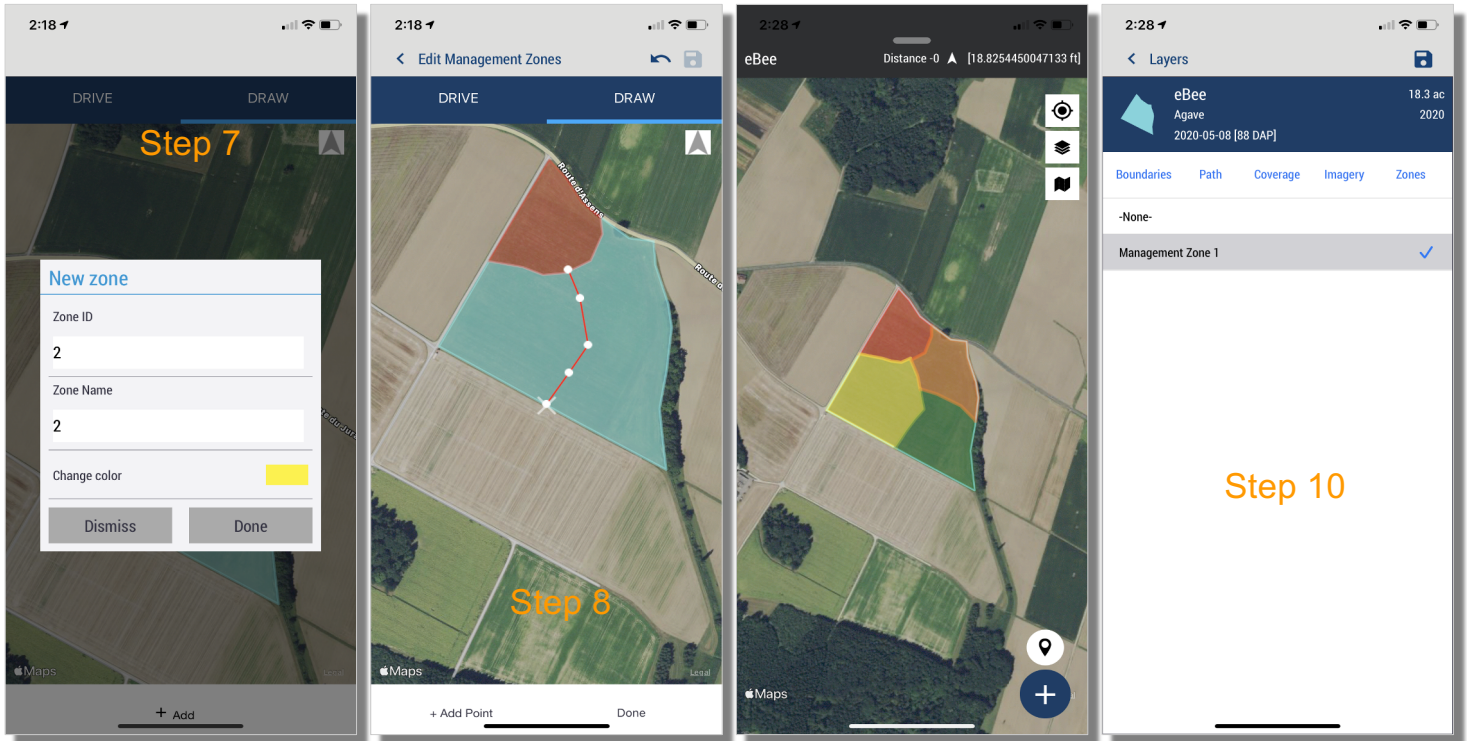 2:18
DRIVE
DRAW
Step 7
New zone
Zone ID
2
Zone Name
2
Change color
Dismiss
Done
Maps
Legal
+ Add
2:18
Edit Management Zones
DRIVE
DRAW
Route d'Assens
Step 8
Maps
Legal
+ Add Point
Done
2:28
eBee
Distance -0
[18.8254450047133 ft]
Maps
2:28
Layers
eBee
18.3 ac
Agave
2020
2020-05-08 [88 DAP]
Boundaries
Path
Coverage
Imagery
Zones
-None-
Management Zone 1
Step 10